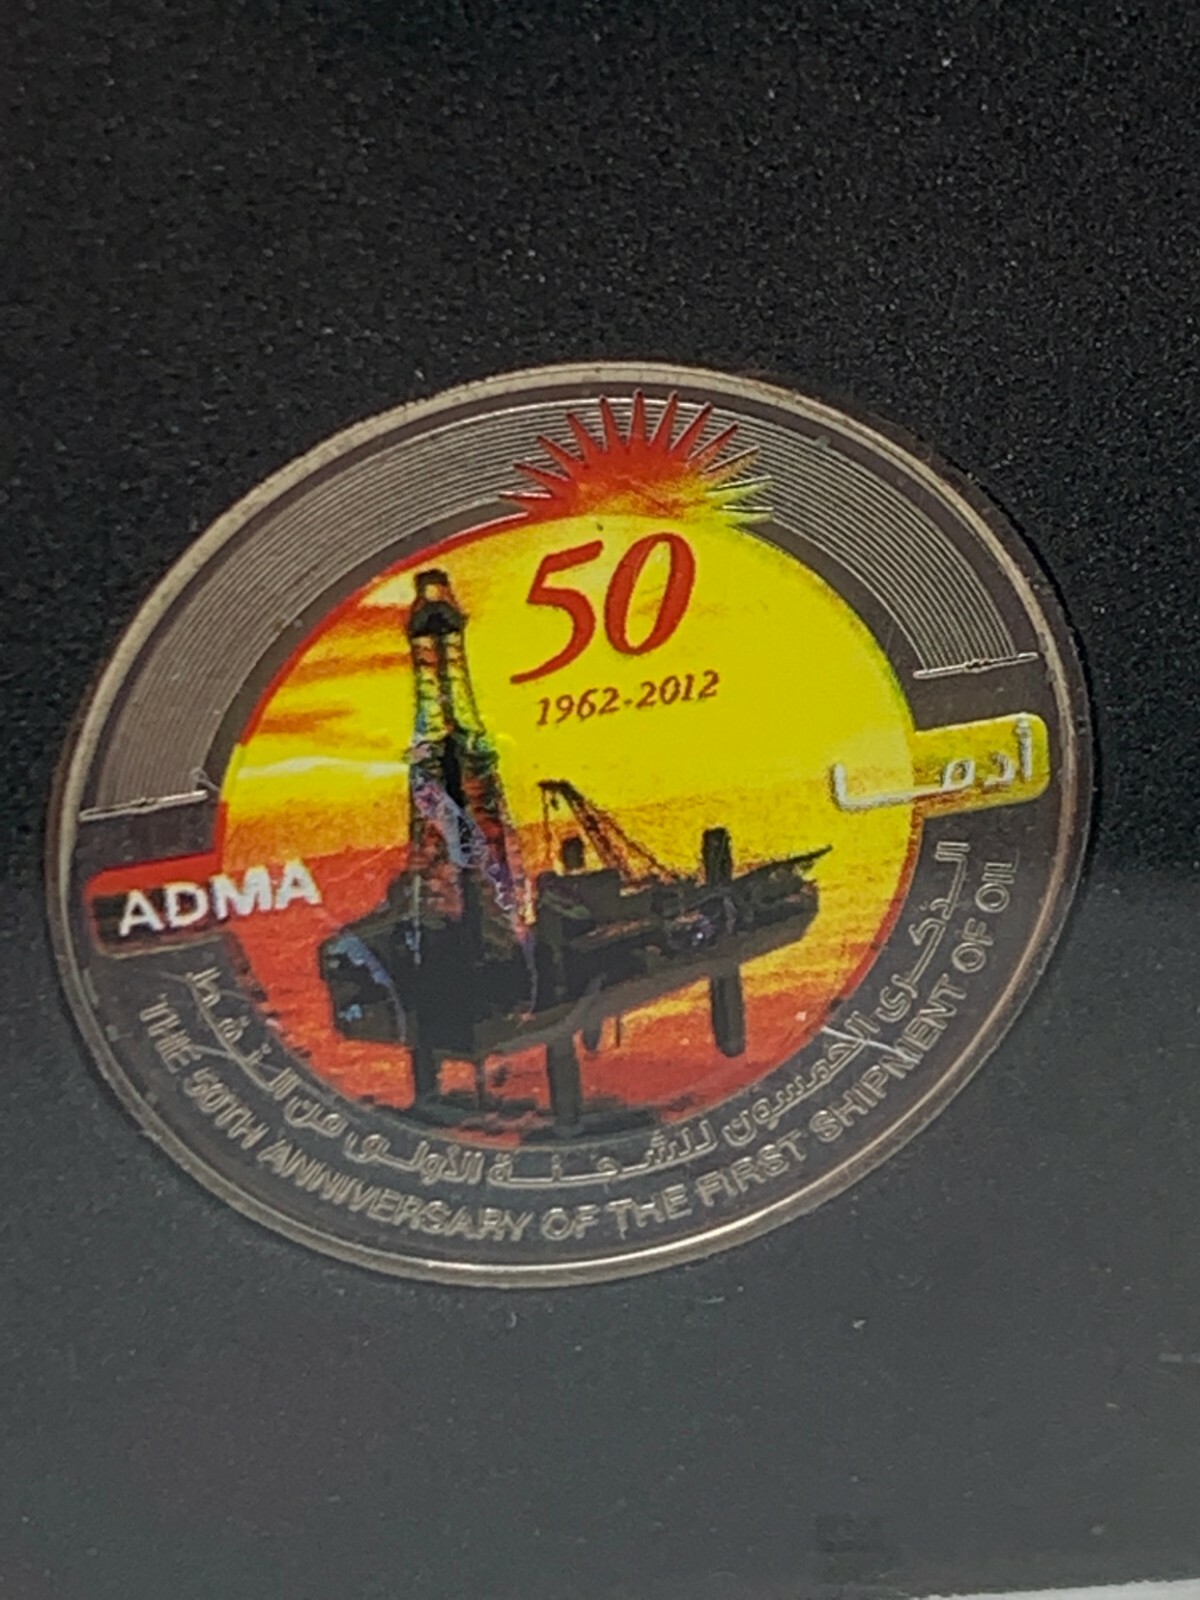 50
1962-2012
أدمـــا
ADMA
الذكرى الخمسون للشحنة الأولى من النفط
THE 50TH ANNIVERSARY OF THE FIRST SHIPMENT OF OIL